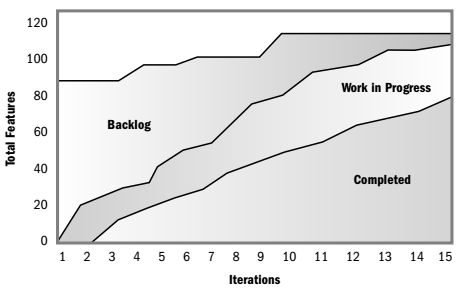 120
100
80
60
40
20
0
Total Features
Backlog
Work in Progress
Completed
1 2 3 4 5 6 7 8 9 10 11 12 13 14 15
Iterations